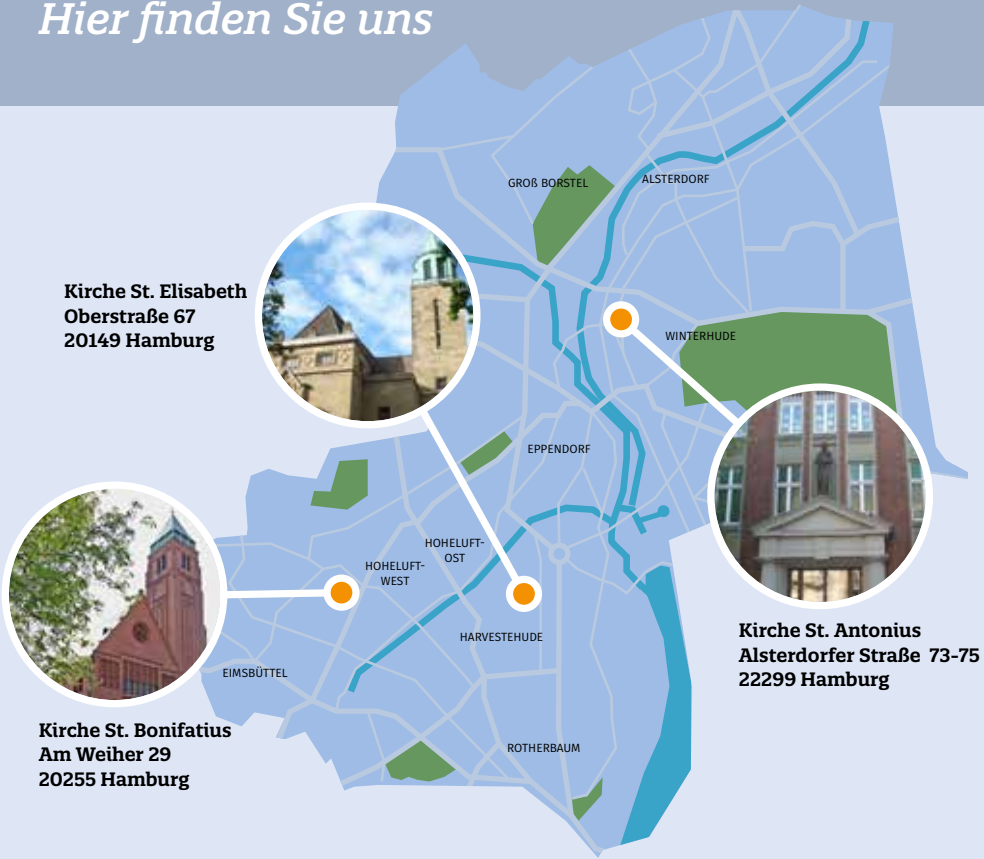 Hier finden Sie uns
GROß BORSTEL
ALSTERDORF
Kirche St. Elisabeth
Oberstraße 67
20149 Hamburg
WINTERHUDE
EPPENDORF
HOHELUFT-
OST
HOHELUFT-
WEST
HARVESTEHUDE
Kirche St. Antonius
Alsterdorfer Straße 73-75
22299 Hamburg
EIMSBÜTTEL
Kirche St. Bonifatius
Am Weiher 29
20255 Hamburg
ROTHERBAUM